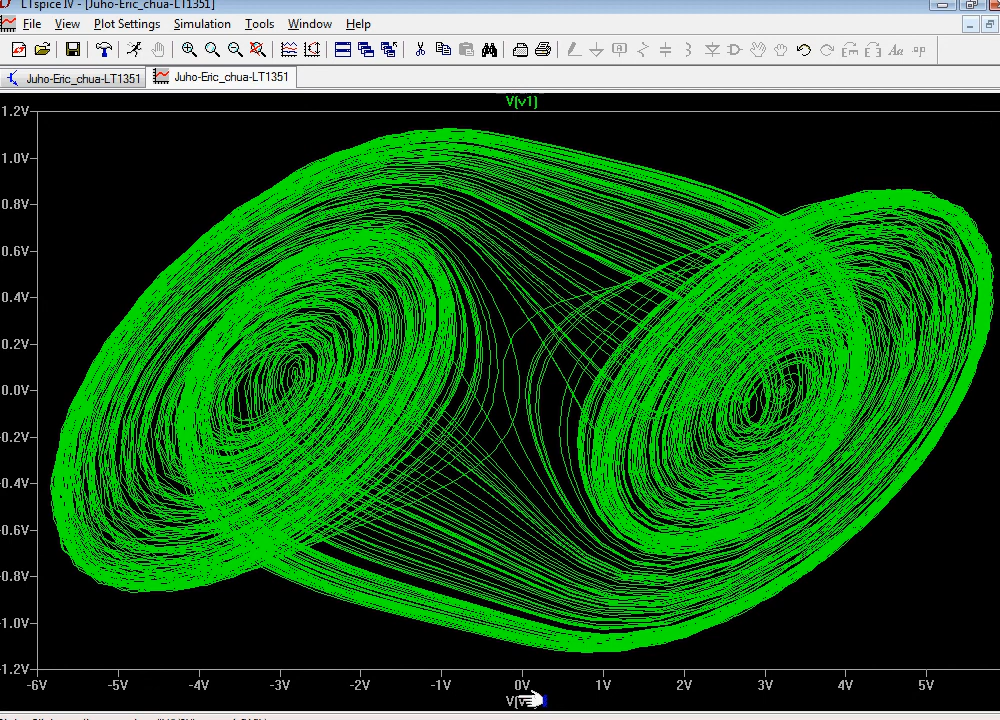 LTspice IV - [Juho-Eric_chua-LT1351]
File View Plot Settings Simulation Tools Window Help
Juho-Eric_chua-LT1351 Juho-Eric_chua-LT1351
V(v1)
1.2V
1.0V
0.8V
0.6V
0.4V
0.2V
0.0V
-0.2V
-0.4V
-0.6V
-0.8V
-1.0V
-1.2V
-6V -5V -4V -3V -2V -1V 0V 1V 2V 3V 4V 5V